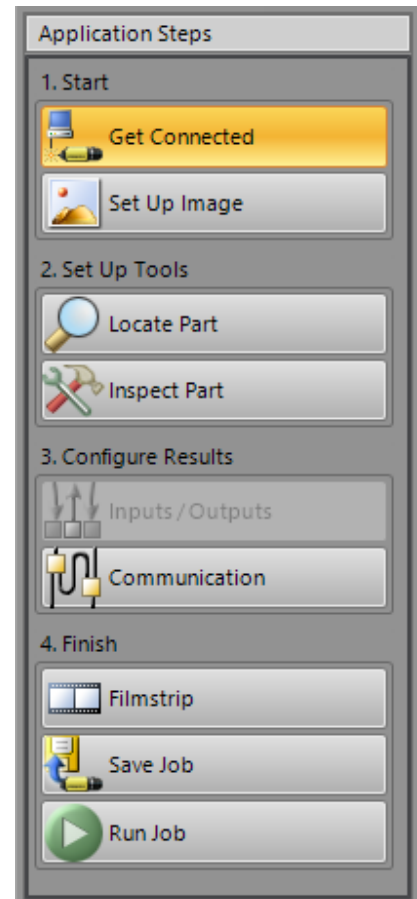 Application Steps
1. Start
Get Connected
Set Up Image
2. Set Up Tools
Locate Part
Inspect Part
3. Configure Results
Inputs / Outputs
Communication
4. Finish
Filmstrip
Save Job
Run Job